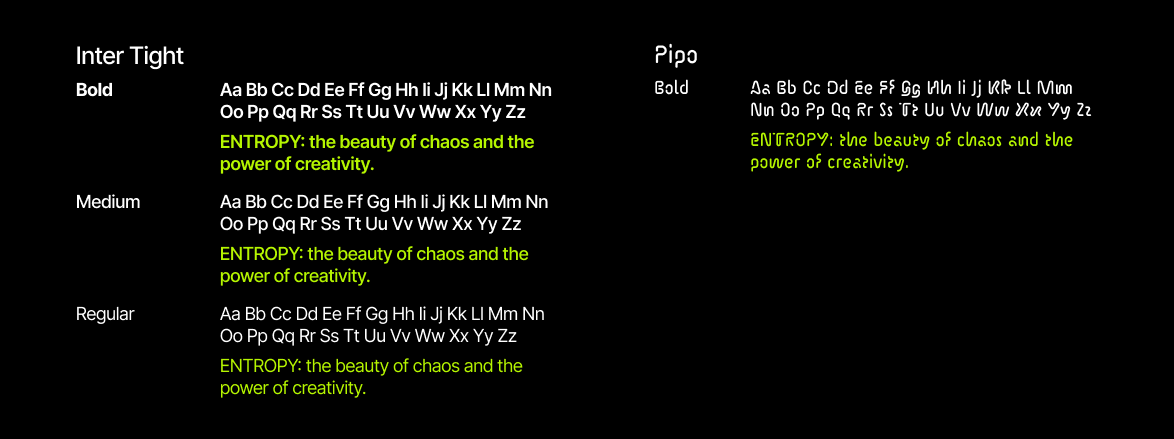 Inter Tight
Bold
Aa Bb Cc Dd Ee Ff Gg Hh Ii Jj Kk Ll Mm Nn
Oo Pp Qq Rr Ss Tt Uu Vv Ww Xx Yy Zz
ENTROPY: the beauty of chaos and the
power of creativity.
Medium
Aa Bb Cc Dd Ee Ff Gg Hh Ii Jj Kk Ll Mm Nn
Oo Pp Qq Rr Ss Tt Uu Vv Ww Xx Yy Zz
ENTROPY: the beauty of chaos and the
power of creativity.
Regular
Aa Bb Cc Dd Ee Ff Gg Hh Ii Jj Kk Ll Mm Nn
Oo Pp Qq Rr Ss Tt Uu Vv Ww Xx Yy Zz
ENTROPY: the beauty of chaos and the
power of creativity.
Pipo
Bold
Aa Bb Cc Dd Ee Ff Gg Hh Ii Jj Kk Ll Mm
Nn Oo Pp Qq Rr Ss Tt Uu Vv Ww Xx Yy Zz
ENTROPY: the beauty of chaos and the
power of creativity.